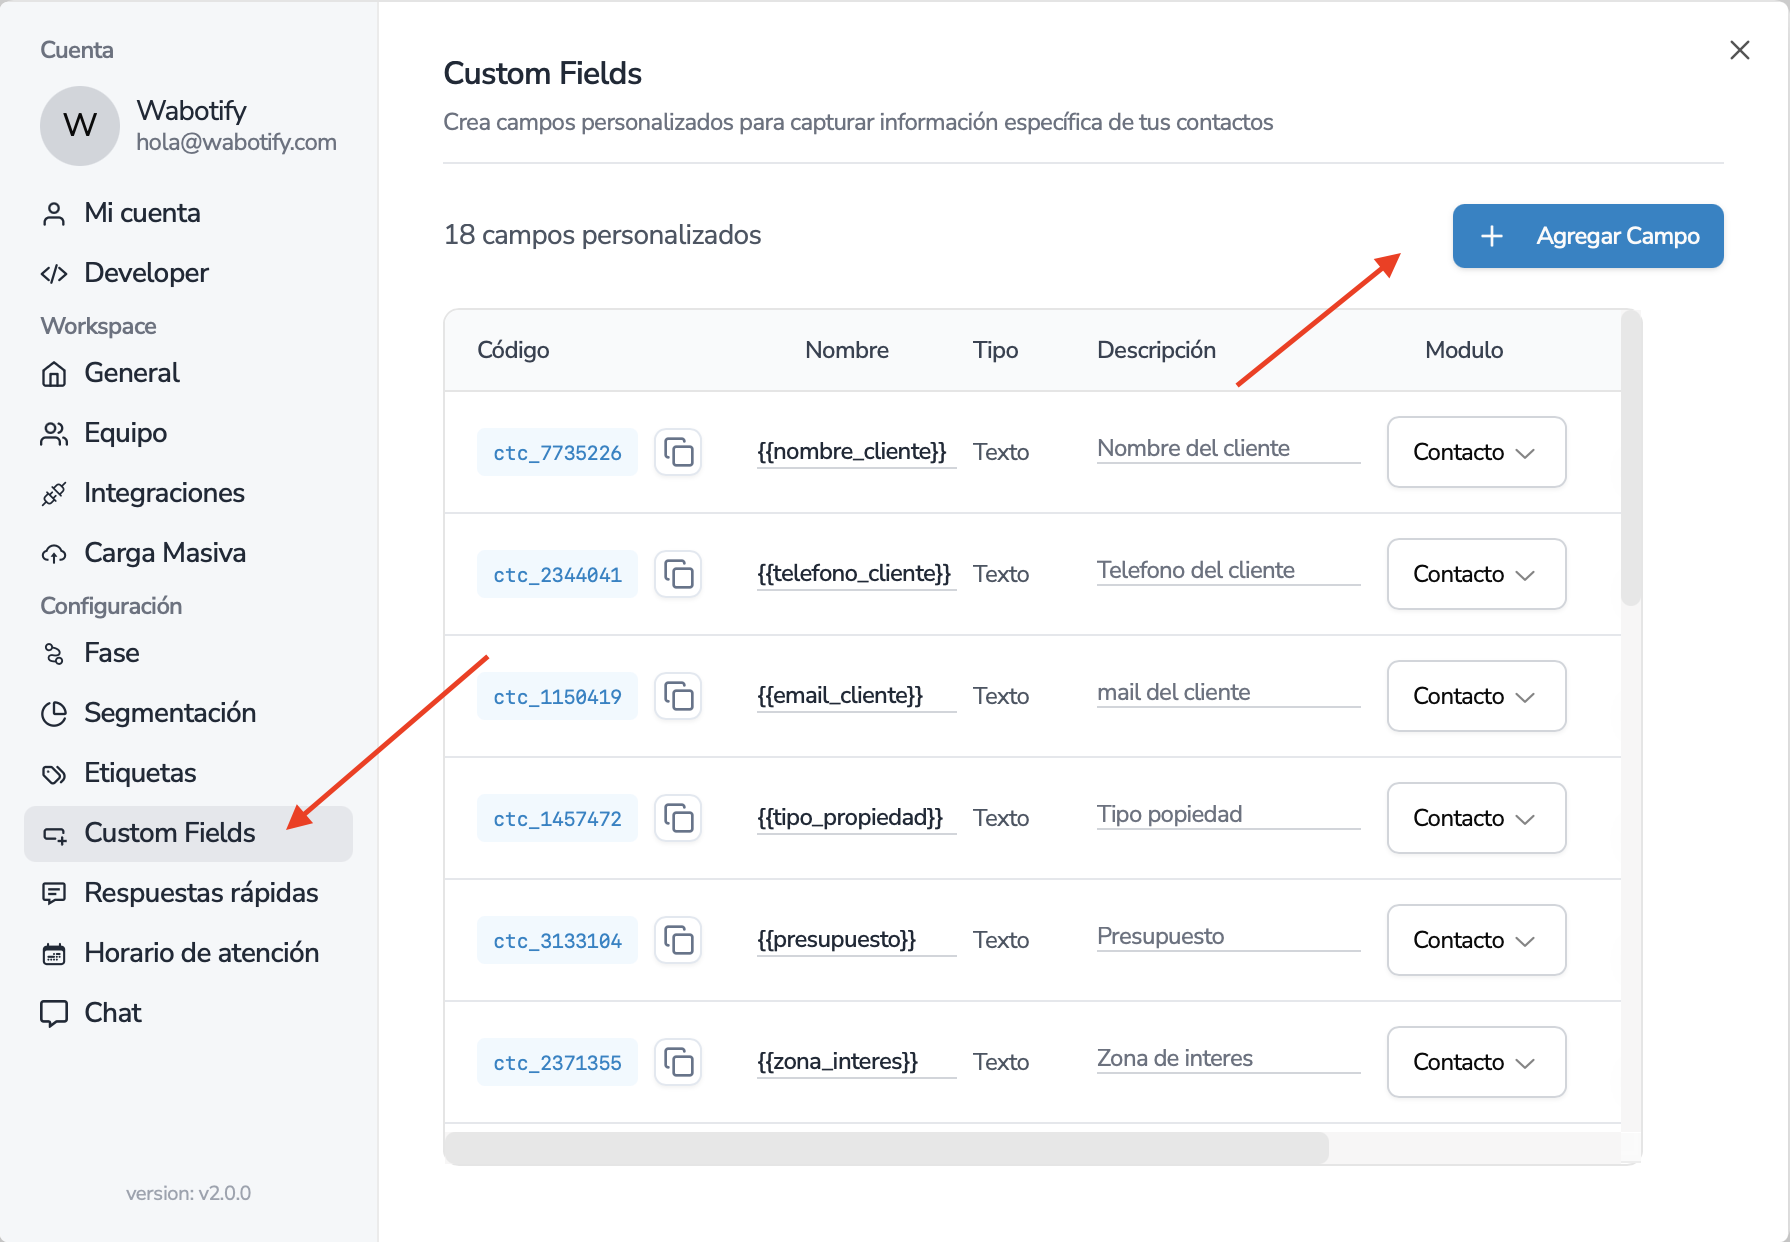 Cuenta
W
Wabotify
hola@wabotify.com
Mi cuenta
Developer
Workspace
General
Equipo
Integraciones
Carga Masiva
Configuración
Fase
Segmentación
Etiquetas
Custom Fields
Respuestas rápidas
Horario de atención
Chat
version: v2.0.0
Custom Fields
Crea campos personalizados para capturar información específica de tus contactos
18 campos personalizados
Agregar Campo
Código Nombre Tipo Descripción Modulo
ctc_7735226 {{nombre_cliente}} Texto Nombre del cliente Contacto
ctc_2344041 {{telefono_cliente}} Texto Telefono del cliente Contacto
ctc_1150419 {{email_cliente}} Texto mail del cliente Contacto
ctc_1457472 {{tipo_propiedad}} Texto Tipo popiedad Contacto
ctc_3133104 {{presupuesto}} Texto Presupuesto Contacto
ctc_2371355 {{zona_interes}} Texto Zona de interes Contacto